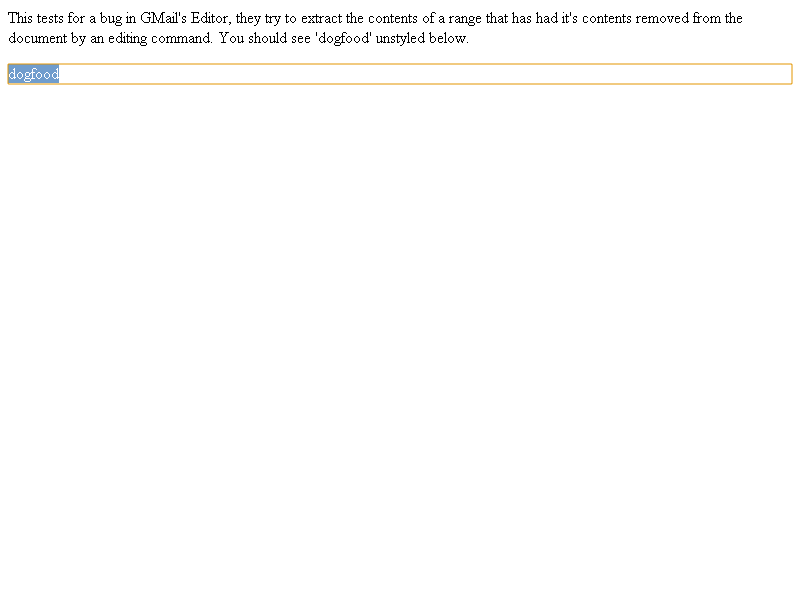 This tests for a bug in GMail's Editor, they try to extract the contents of a range that has had it's contents removed from the
document by an editing command. You should see 'dogfood' unstyled below.
dogfood